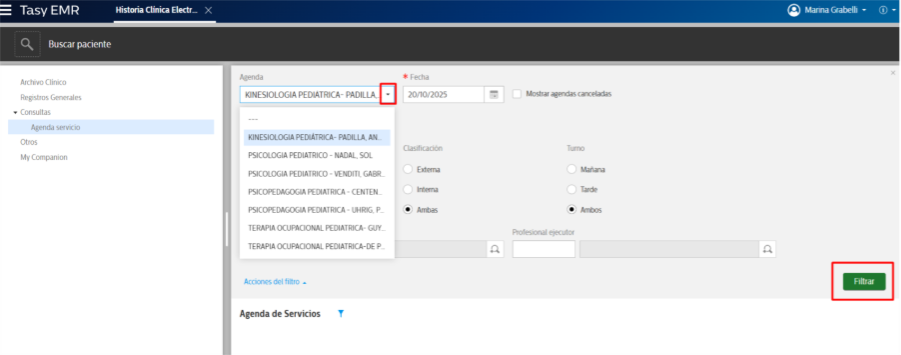 Tasy EMR
Historia Clínica Electr...
Marina Grabelli
Buscar paciente
Archivo Clínico
Registros Generales
Consultas
Agenda servicio
Otros
My Companion
Agenda
* Fecha
KINESIOLOGIA PEDIATRICA- PADILLA,
20/10/2025
Mostrar agendas canceladas
---
KINESIOLOGIA PEDIÁTRICA- PADILLA, AN...
PSICOLOGIA PEDIATRICO - NADAL, SOL
PSICOLOGIA PEDIATRICO - VENDITI, GABR...
PSICOPEDAGOGIA PEDIATRICA - CENTEN...
PSICOPEDAGOGIA PEDIATRICA - UHRIG, P...
TERAPIA OCUPACIONAL PEDIATRICA- GUY...
TERAPIA OCUPACIONAL PEDIATRICA-DE P...
Clasificación
Turno
Externa
Mañana
Interna
Tarde
Ambas
Ambos
Profesional ejecutor
Acciones del filtro
Filtrar
Agenda de Servicios